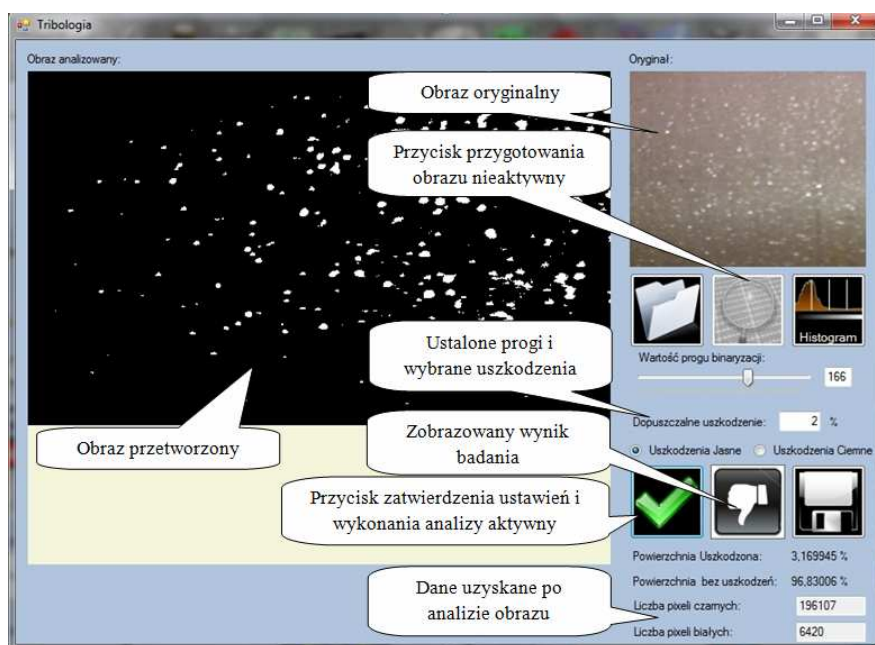 Tribologia
Obraz analizowany:
Oryginał:
Obraz oryginalny
Przycisk przygotowania
obrazu nieaktywny
Histogram
Wartość progu binaryzacji:
166
Ustalone progi i
wybrane uszkodzenia
Dopuszczalne uszkodzenie: 2 %
Obraz przetworzony
Zobrazowany wynik
badania
Uszkodzenia Jasne Uszkodzenia Ciemne
Przycisk zatwierdzenia ustawień i
wykonania analizy aktywny
Powierzchnia Uszkodzona: 3,169945 %
Powierzchnia bez uszkodzeń: 96,83006 %
Dane uzyskane po
analizie obrazu
Liczba pixeli czarnych: 196107
Liczba pixeli białych: 6420